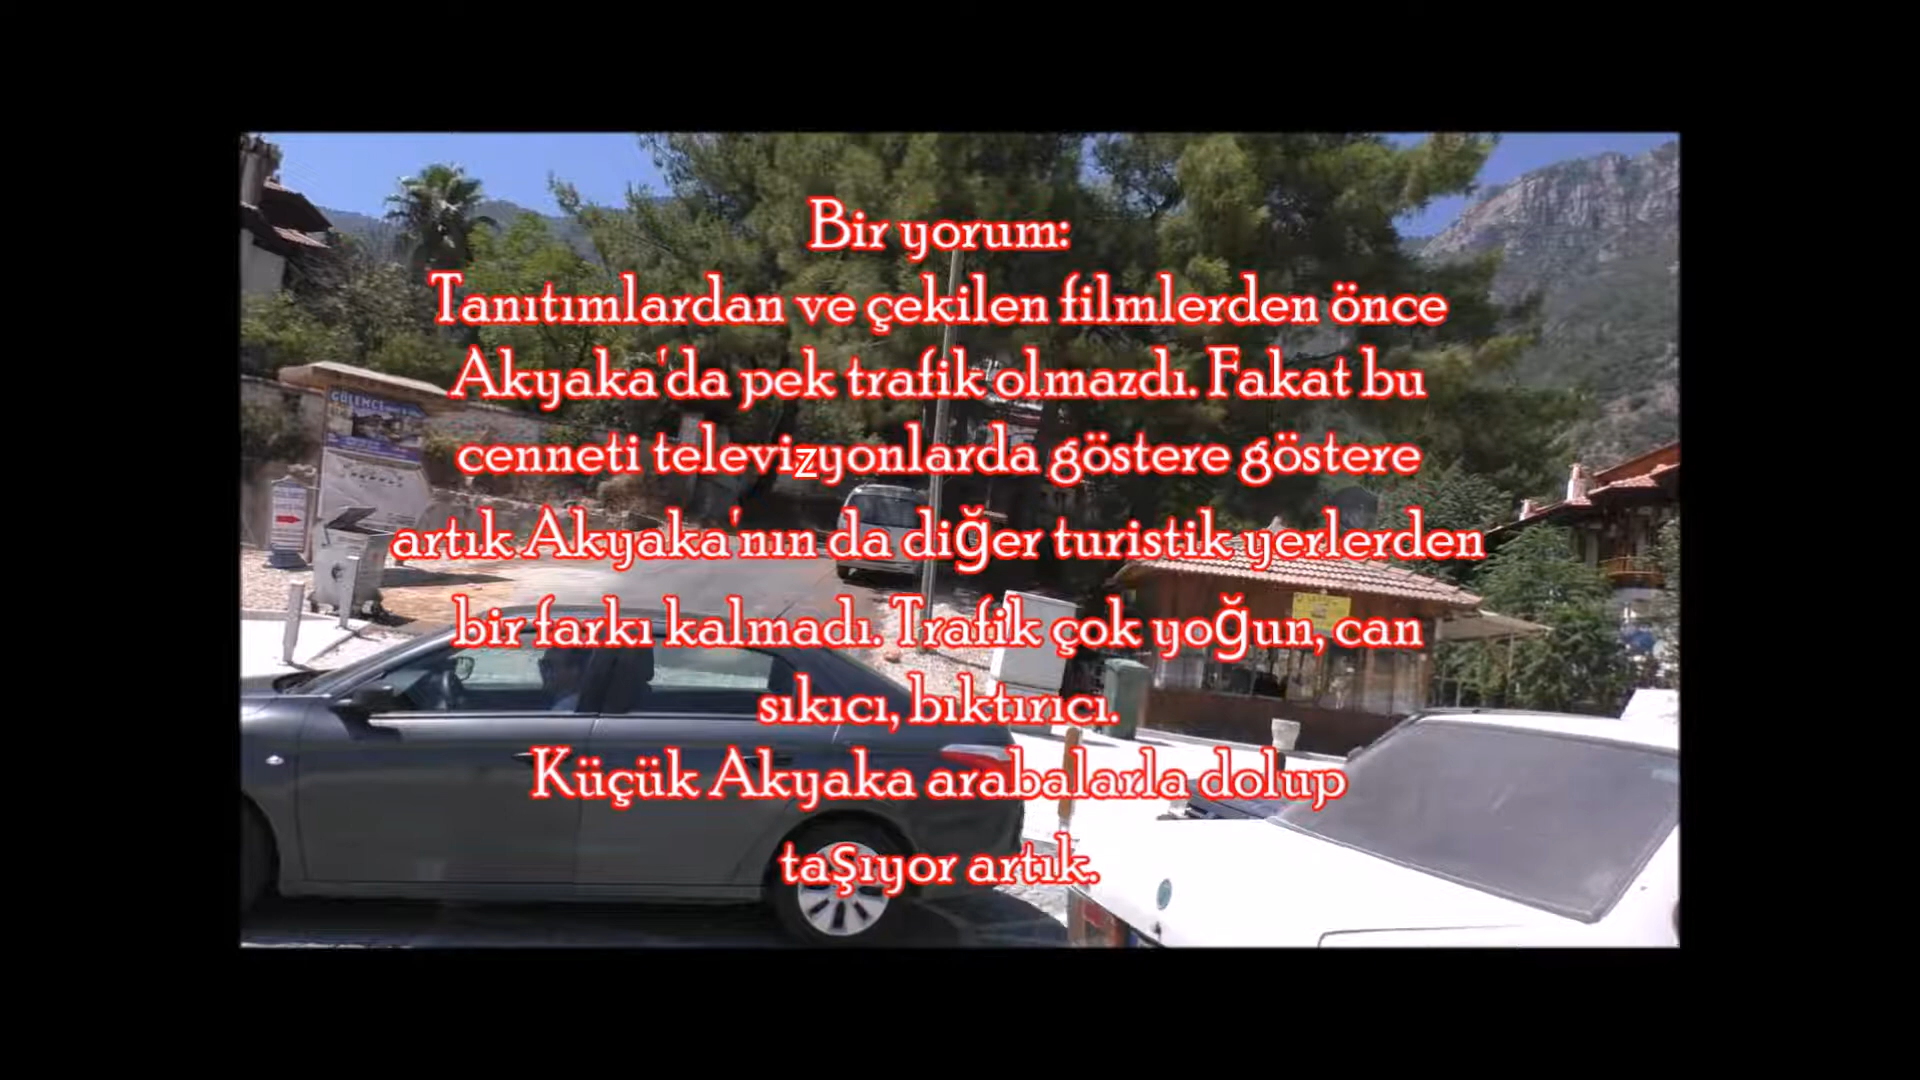 Bir yorum:
Tanıtımlardan ve çekilen filmlerden önce
Akyaka'da pek trafik olmazdı. Fakat bu
cenneti televizyonlarda göstere göstere
artık Akyaka'nın da diğer turistik yerlerden
bir farkı kalmadı. Trafik çok yoğun, can
sıkıcı, bıktırıcı.
Küçük Akyaka arabalarla dolup
taşıyor artık.
GÖLEMCE